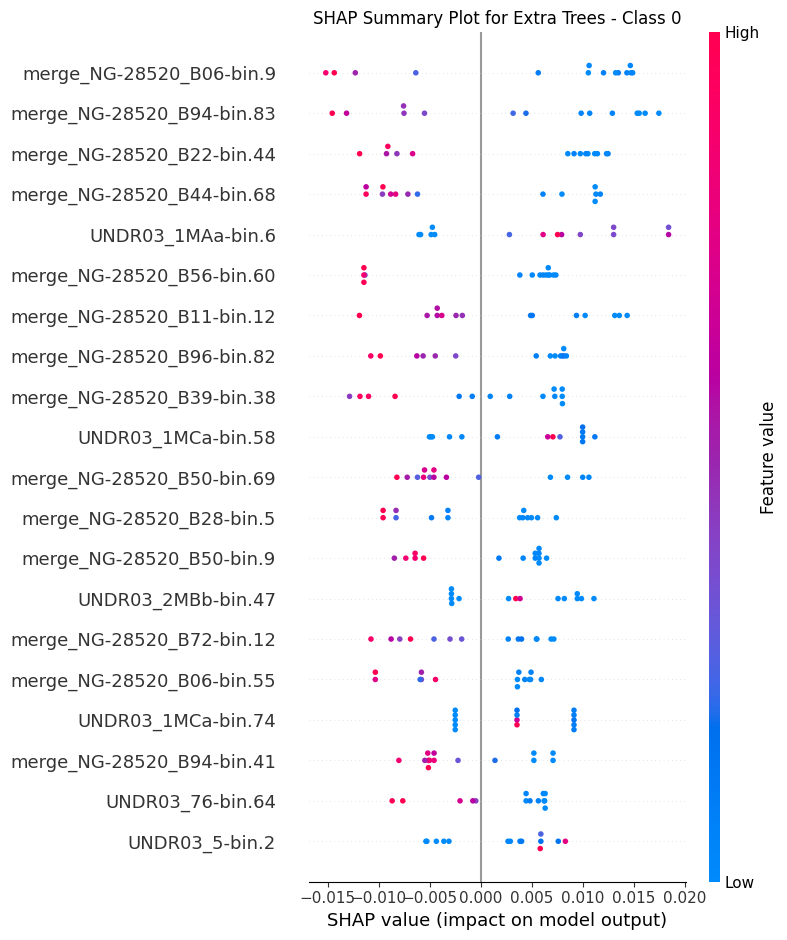 SHAP Summary Plot for Extra Trees - Class 0
High
merge_NG-28520_B06-bin.9
merge_NG-28520_B94-bin.83
merge_NG-28520_B22-bin.44
merge_NG-28520_B44-bin.68
UNDR03_1MAa-bin.6
merge_NG-28520_B56-bin.60
merge_NG-28520_B11-bin.12
merge_NG-28520_B96-bin.82
merge_NG-28520_B39-bin.38
UNDR03_1MCa-bin.58
merge_NG-28520_B50-bin.69
merge_NG-28520_B28-bin.5
merge_NG-28520_B50-bin.9
UNDR03_2MBb-bin.47
merge_NG-28520_B72-bin.12
merge_NG-28520_B06-bin.55
UNDR03_1MCa-bin.74
merge_NG-28520_B94-bin.41
UNDR03_76-bin.64
UNDR03_5-bin.2
Feature value
Low
−0.015 −0.010 −0.005 0.000 0.005 0.010 0.015 0.020
SHAP value (impact on model output)